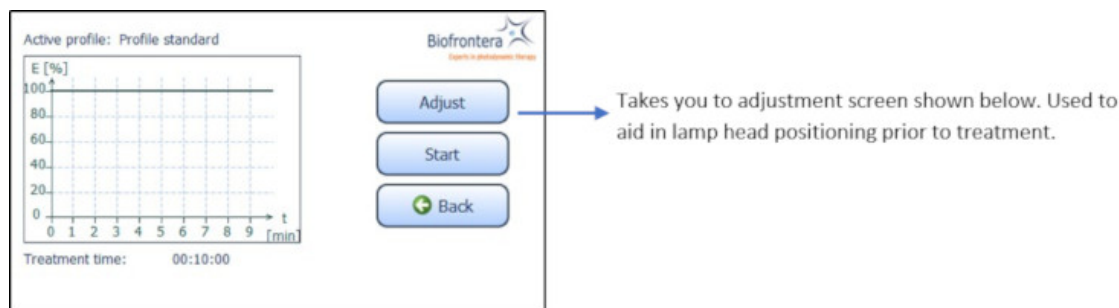 Active profile: Profile standard
Biofrontera
Experts in photodynamic therapy
E [%]
100
80
60
40
20
0
0 1 2 3 4 5 6 7 8 9
t
[min]
Treatment time: 00:10:00
Adjust
Start
Back
Takes you to adjustment screen shown below. Used to
aid in lamp head positioning prior to treatment.